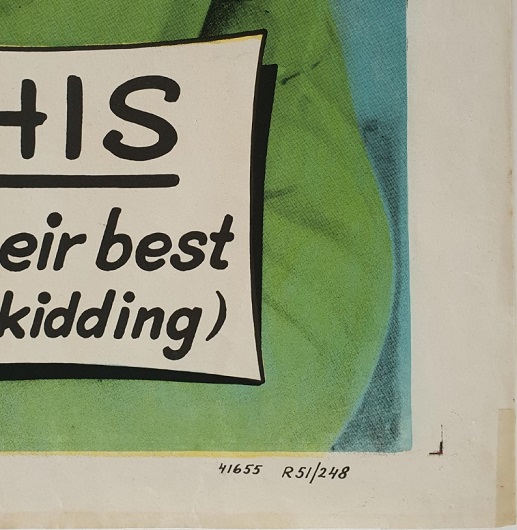 HIS
eir best
kidding)
41655 R51/248